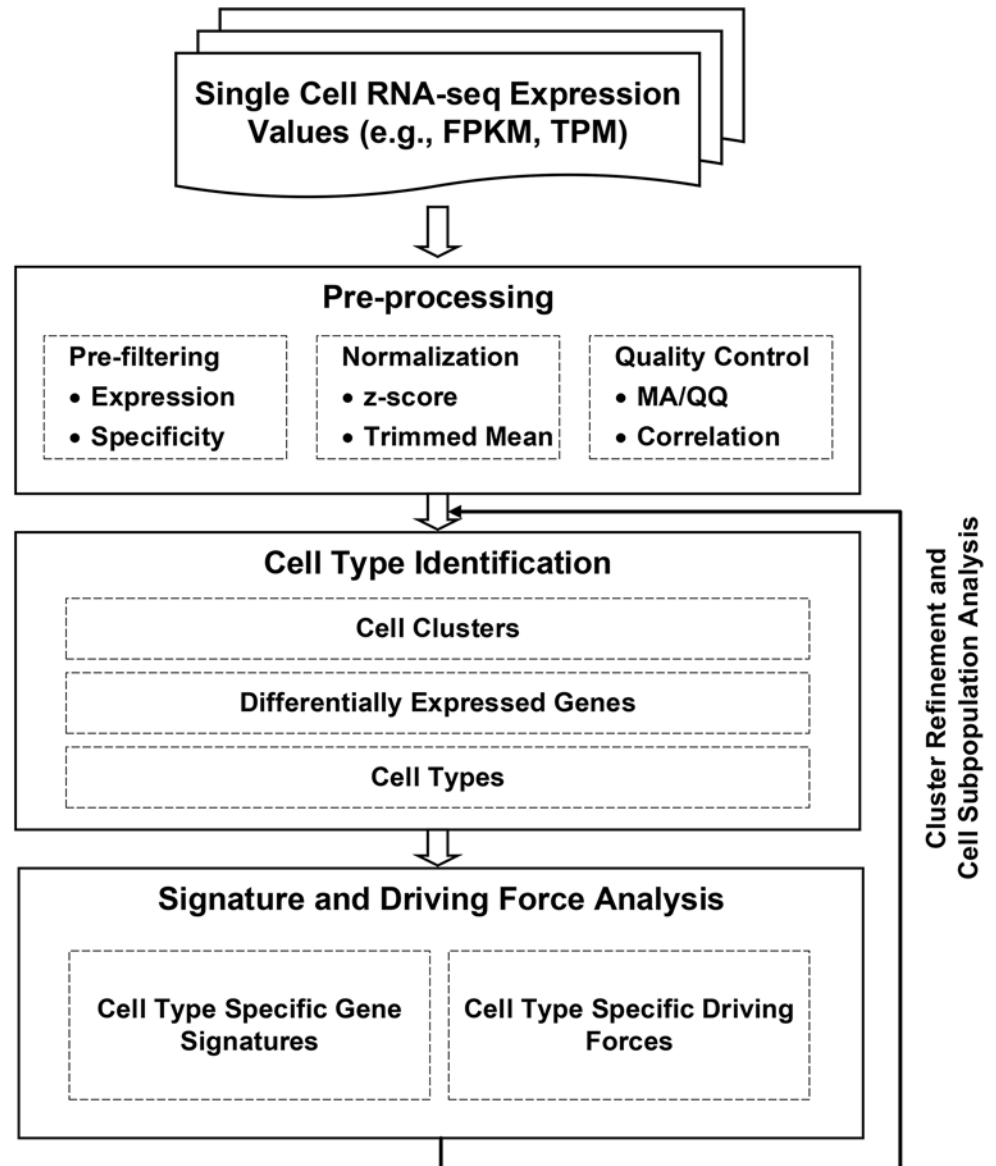 Single Cell RNA-seq Expression
Values (e.g., FPKM, TPM)
Pre-processing
Pre-filtering
• Expression
• Specificity
Normalization
• z-score
• Trimmed Mean
Quality Control
• MA/QQ
• Correlation
Cell Type Identification
Cell Clusters
Differentially Expressed Genes
Cell Types
Signature and Driving Force Analysis
Cell Type Specific Gene
Signatures
Cell Type Specific Driving
Forces
Cluster Refinement and
Cell Subpopulation Analysis